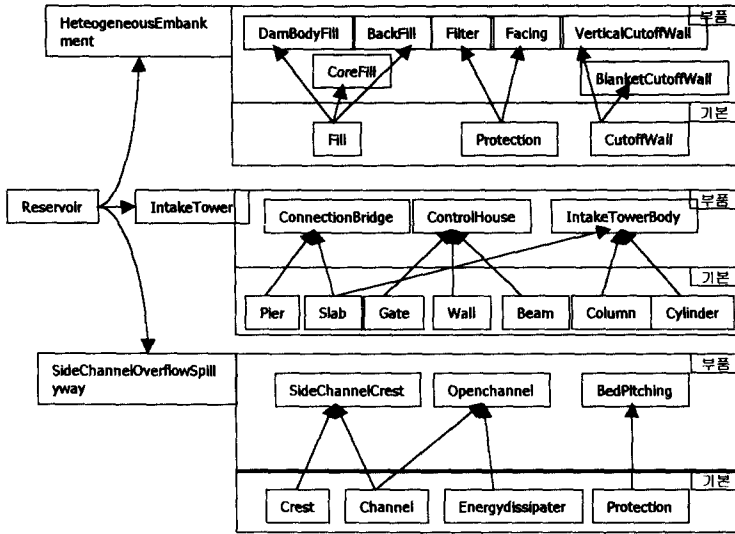 HeteogeneousEmbank
ment
부품
DamBodyFill
BackFill
Filter
Facing
VerticalCutoffWall
CoreFill
BlanketCutoffWall
기본
Fill
Protection
CutoffWall
Reservoir
IntakeTower
부품
ConnectionBridge
ControlHouse
IntakeTowerBody
기본
Pier
Slab
Gate
Wall
Beam
Column
Cylinder
SideChannelOverflowSpill
yway
부품
SideChannelCrest
Openchannel
BedPitching
기본
Crest
Channel
Energydissipater
Protection